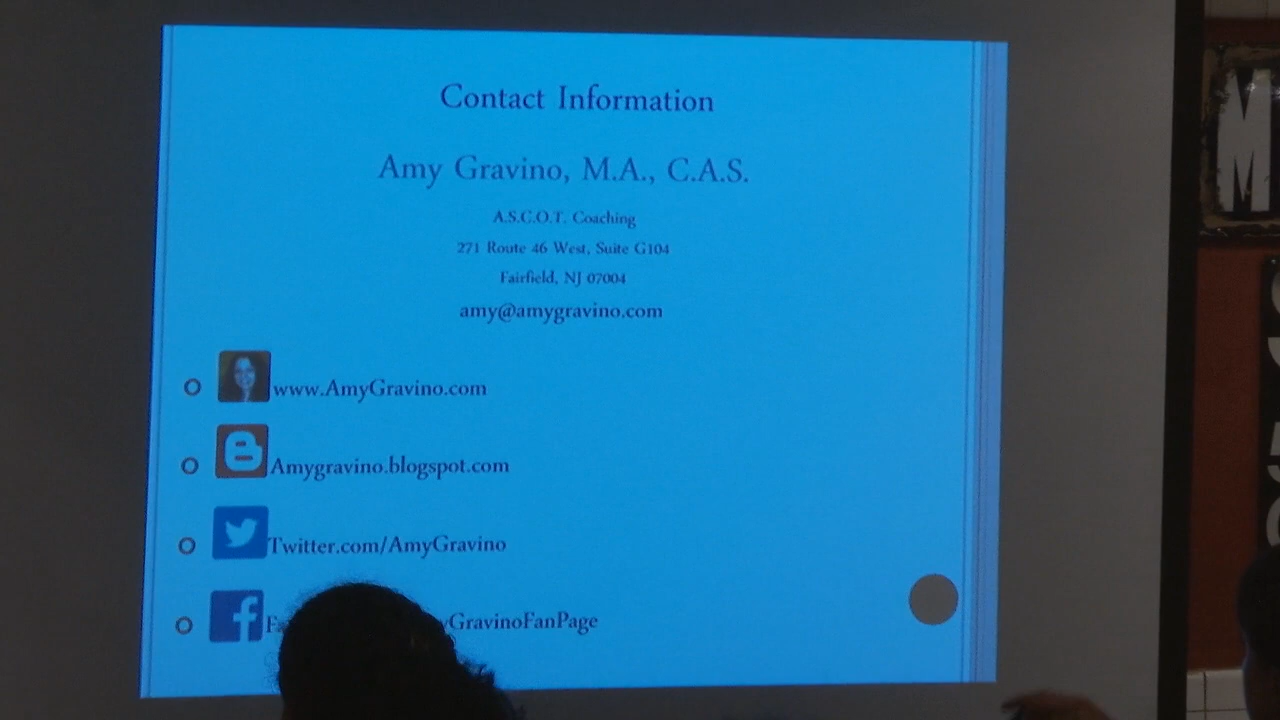 Contact Information
Amy Gravino, M.A., C.A.S.
A.S.C.O.T. Coaching
271 Route 46 West, Suite G104
Fairfield, NJ 07004
amy@amygravino.com
www.AmyGravino.com
Amygravino.blogspot.com
Twitter.com/AmyGravino
GravinoFanPage